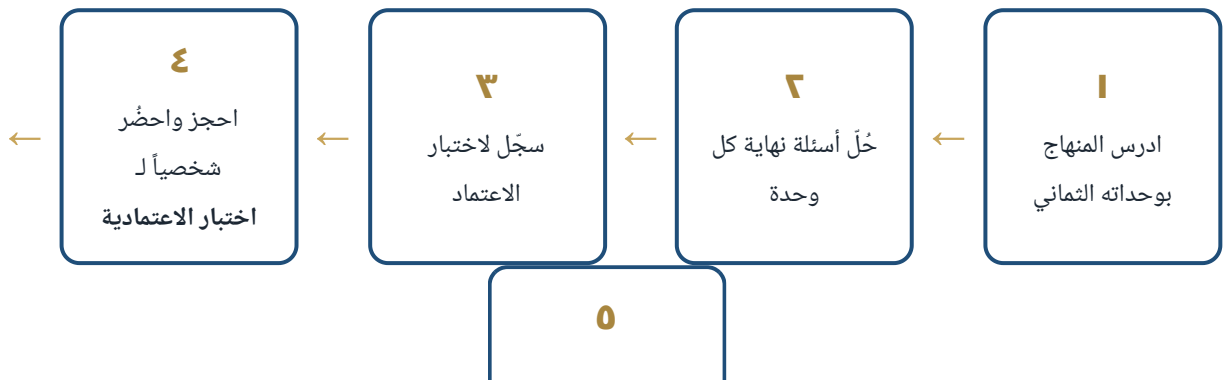 ١
ادرس المنهاج
بوحداته الثماني
←
٢
حُلّ أسئلة نهاية كل
وحدة
←
٣
سجّل لاختبار
الاعتماد
←
٤
احجز واحضُر
شخصياً لـ
اختبار الاعتمادية
←
٥